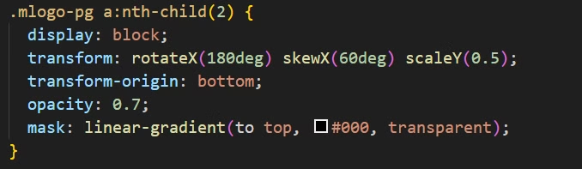 .mlogo-pg a:nth-child(2) {
display: block;
transform: rotateX(180deg) skewX(60deg) scaleY(0.5);
transform-origin: bottom;
opacity: 0.7;
mask: linear-gradient(to top, #000, transparent);
}